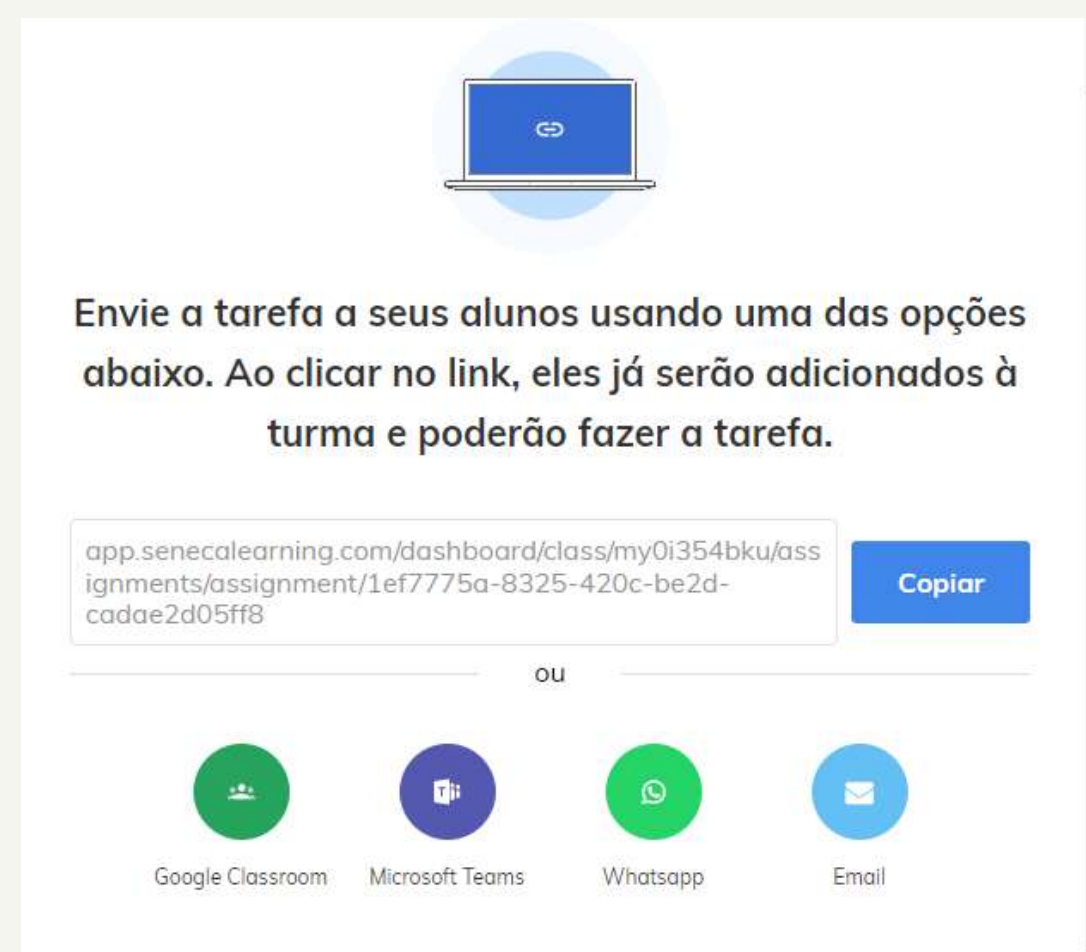 Envie a tarefa a seus alunos usando uma das opções
abaixo. Ao clicar no link, eles já serão adicionados à
turma e poderão fazer a tarefa.
app.senecalearning.com/dashboard/class/my0i354bku/ass
ignments/assignment/1ef7775a-8325-420c-be2d-
cadae2d05ff8
Copiar
ou
Google Classroom
Microsoft Teams
Whatsapp
Email